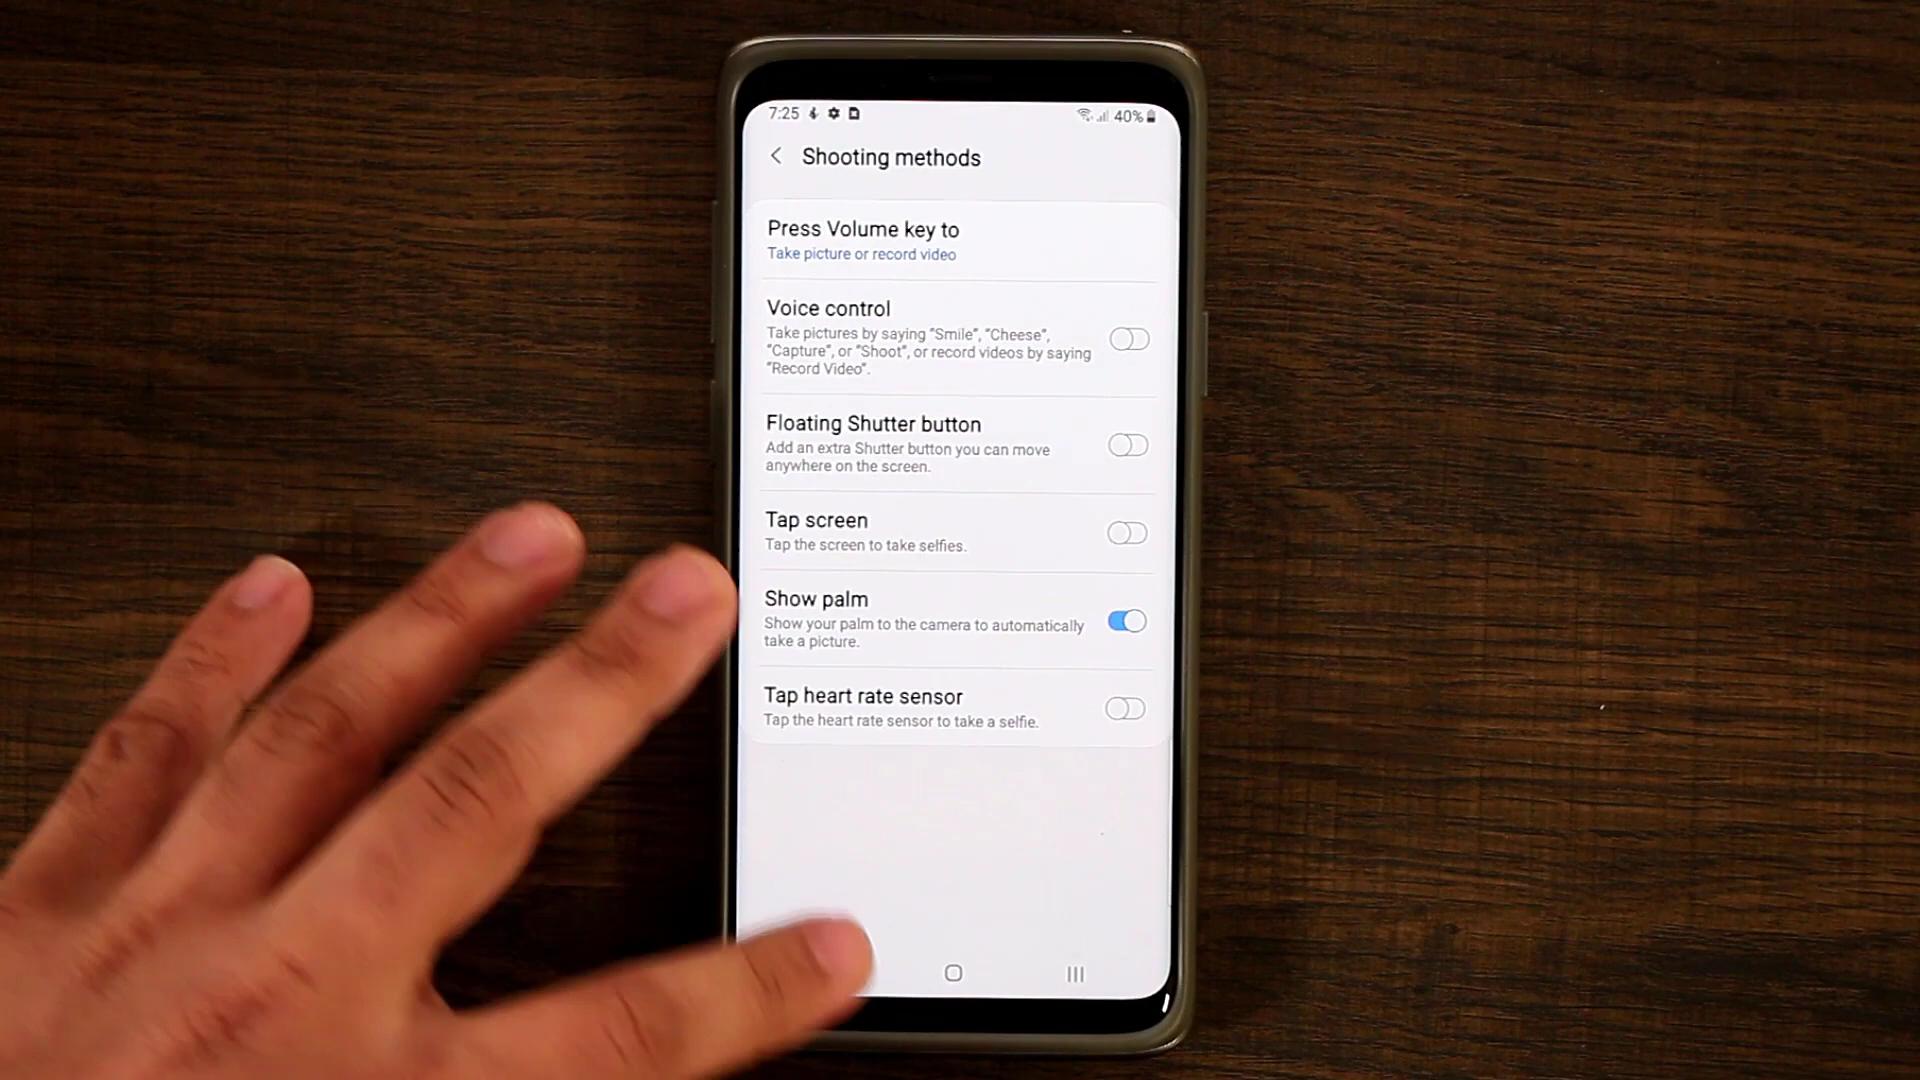 7:25
40%
Shooting methods
Press Volume key to
Take picture or record video
Voice control
Take pictures by saying "Smile", "Cheese",
"Capture", or "Shoot", or record videos by saying
"Record Video".
Floating Shutter button
Add an extra Shutter button you can move
anywhere on the screen.
Tap screen
Tap the screen to take selfies.
Show palm
Show your palm to the camera to automatically
take a picture.
Tap heart rate sensor
Tap the heart rate sensor to take a selfie.